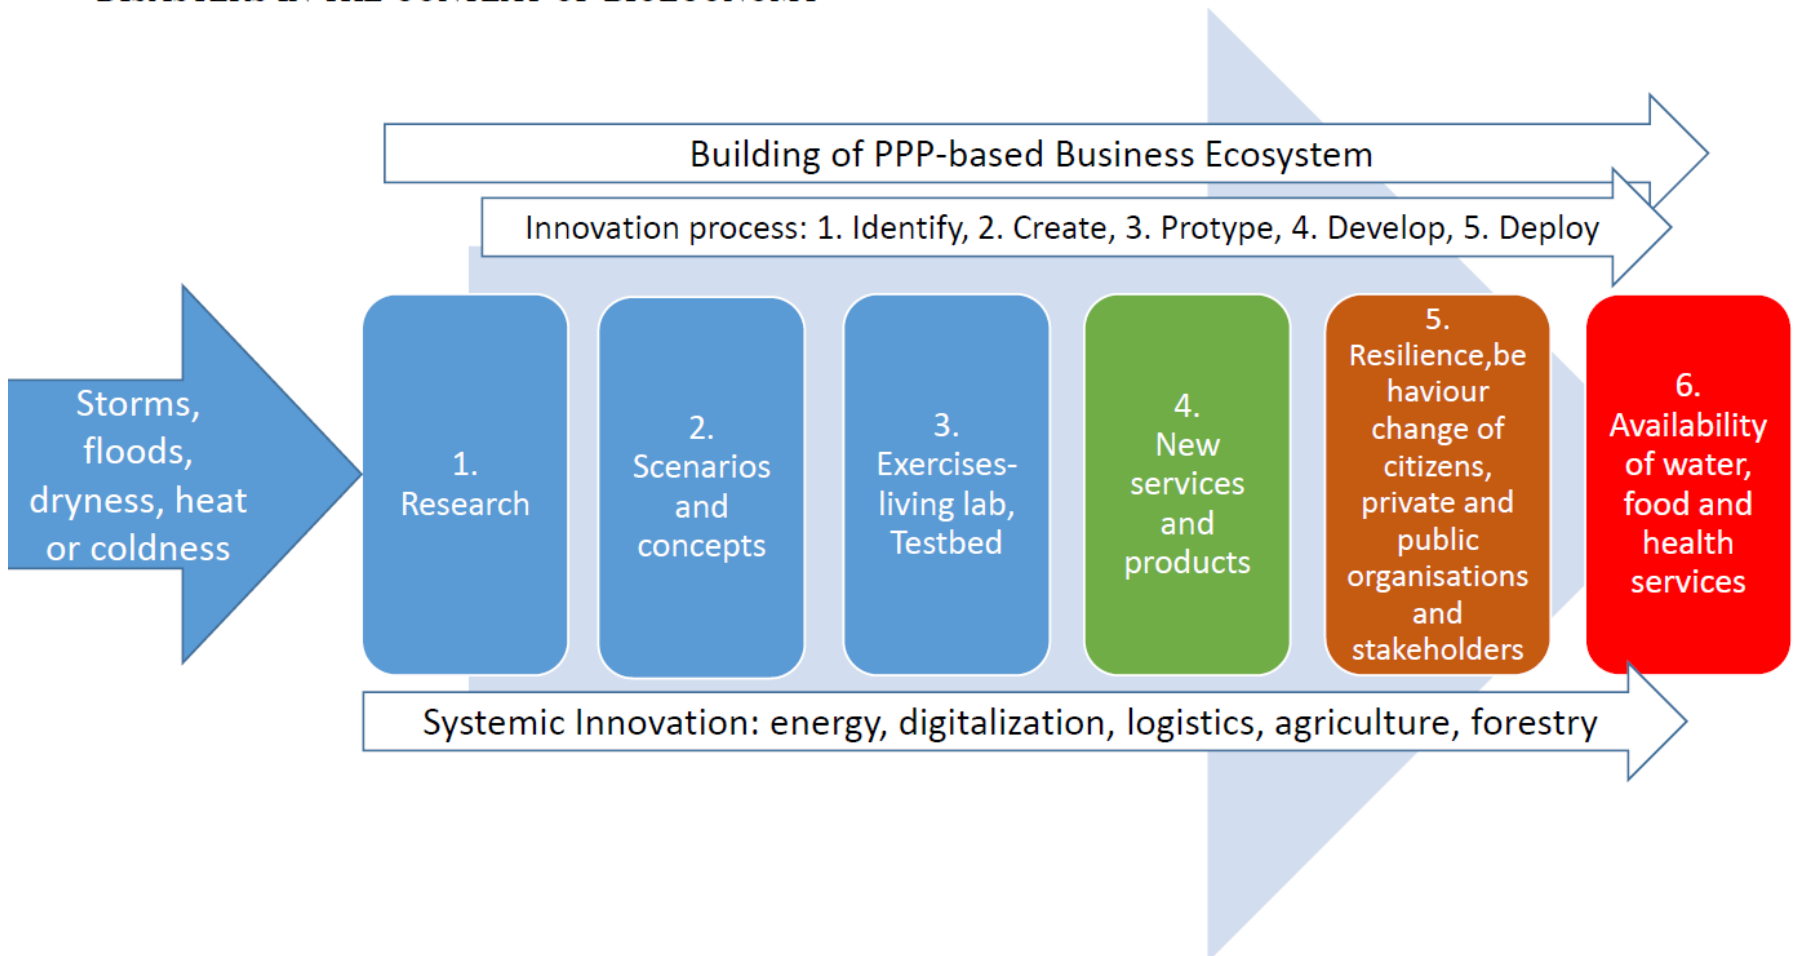 Building of PPP-based Business Ecosystem
Innovation process: 1. Identify, 2. Create, 3. Protype, 4. Develop, 5. Deploy
Storms,
floods,
dryness, heat
or coldness
1.
Research
2.
Scenarios
and
concepts
3.
Exercises-
living lab,
Testbed
4.
New
services
and
products
5.
Resilience,be
haviour
change of
citizens,
private and
public
organisations
and
stakeholders
6.
Availability
of water,
food and
health
services
Systemic Innovation: energy, digitalization, logistics, agriculture, forestry